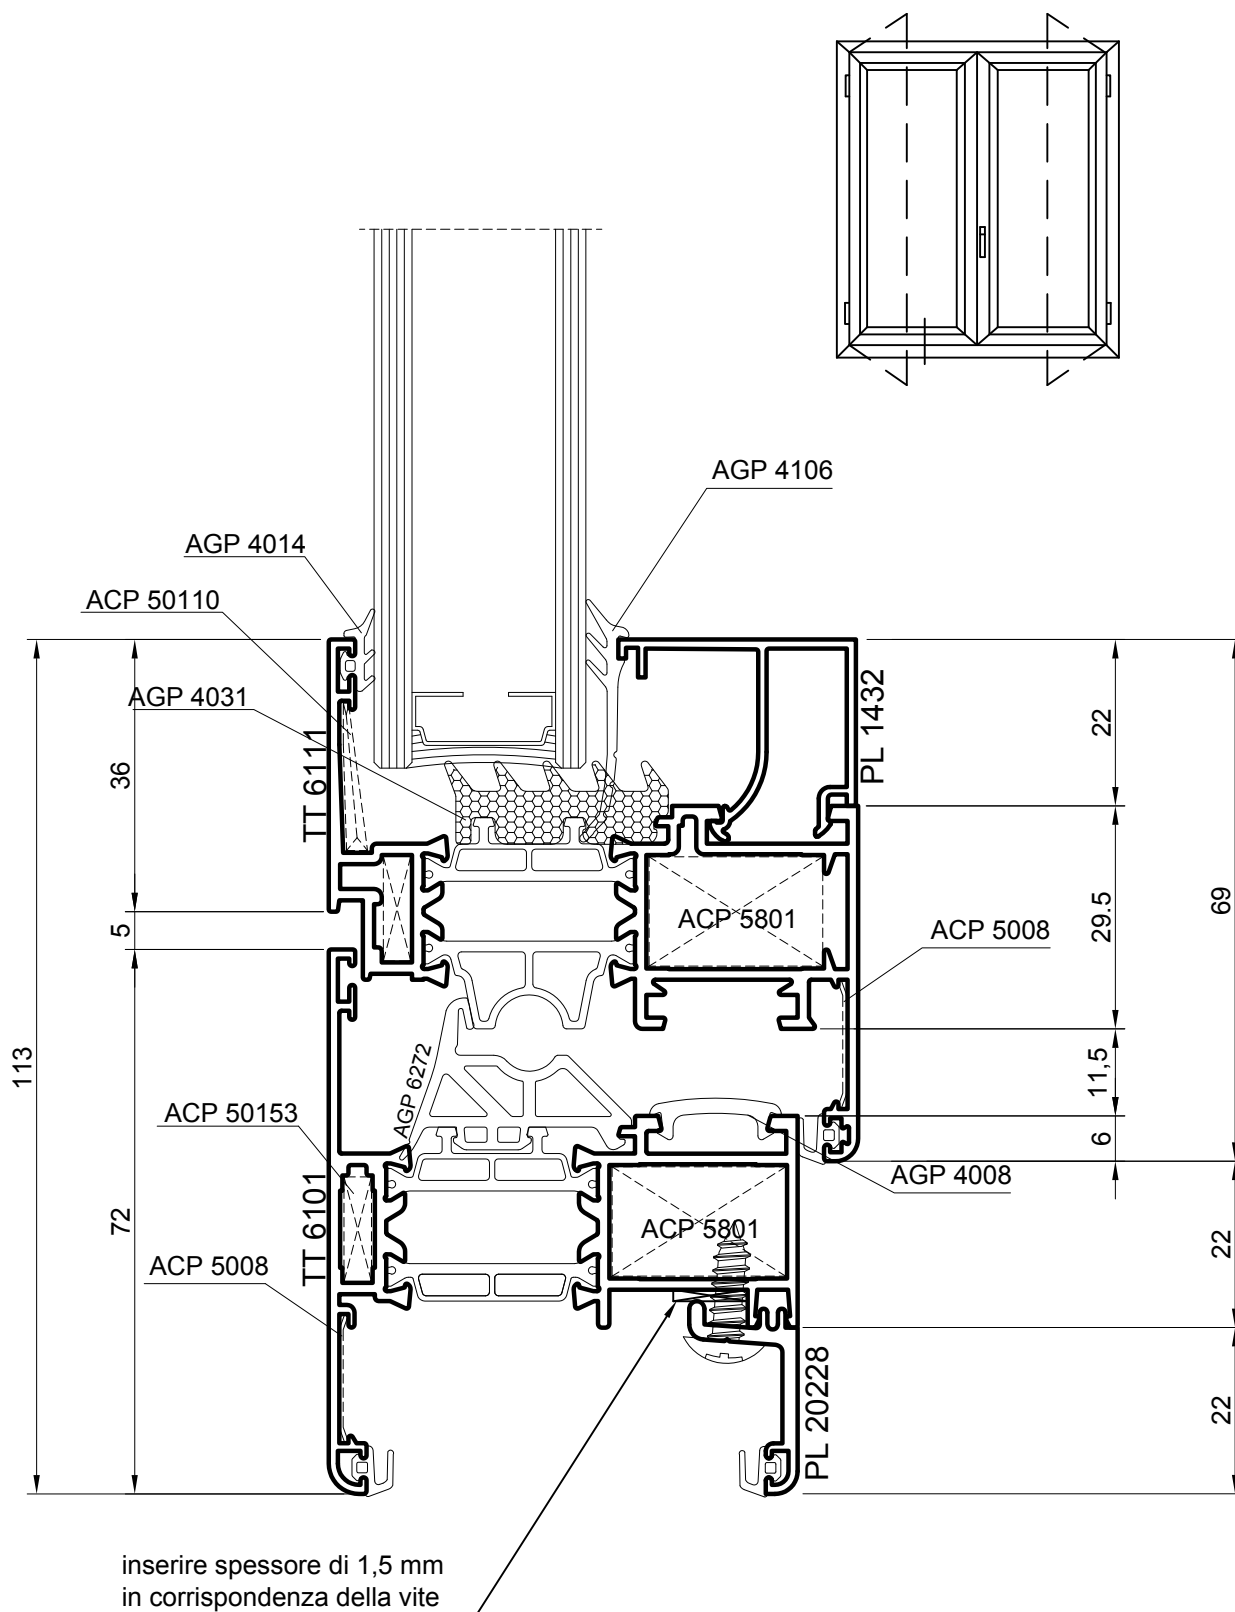 AGP 4106
AGP 4014
ACP 50110
AGP 4031
TT 6111
PL 1432
22
36
ACP 5801
29.5
69
5
ACP 5008
113
AGP 6272
11,5
ACP 50153
6
AGP 4008
72
TT 6101
ACP 5801
22
ACP 5008
PL 20228
22
inserire spessore di 1,5 mm
in corrispondenza della vite